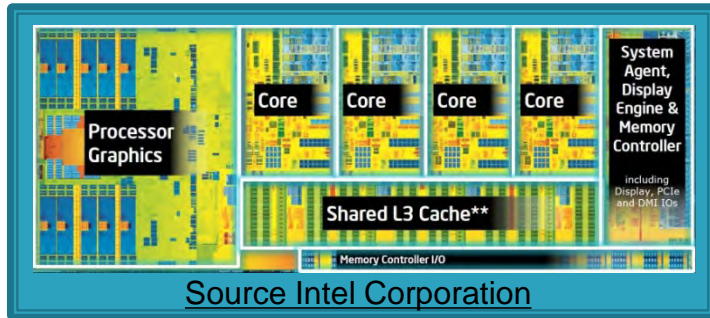 Processor
Graphics
Core
Core
Core
Core
System
Agent,
Display
Engine &
Memory
Controller
including
Display, PCIe
and DMI IOs
Shared L3 Cache**
Memory Controller I/O
Source Intel Corporation